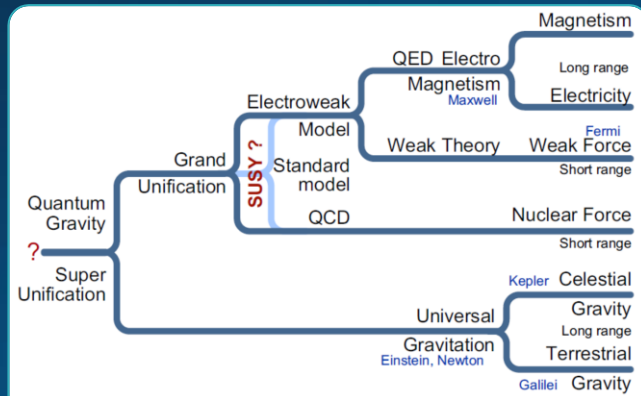 Magnetism
QED Electro
Long range
Magnetism
Maxwell
Electricity
Electroweak
Model
Fermi
Weak Theory
Weak Force
Short range
Grand
Unification
SUSY ?
Standard
model
QCD
Nuclear Force
Short range
Quantum
Gravity
?
Super
Unification
Kepler Celestial
Gravity
Long range
Universal
Gravitation
Einstein, Newton
Terrestrial
Galilei Gravity